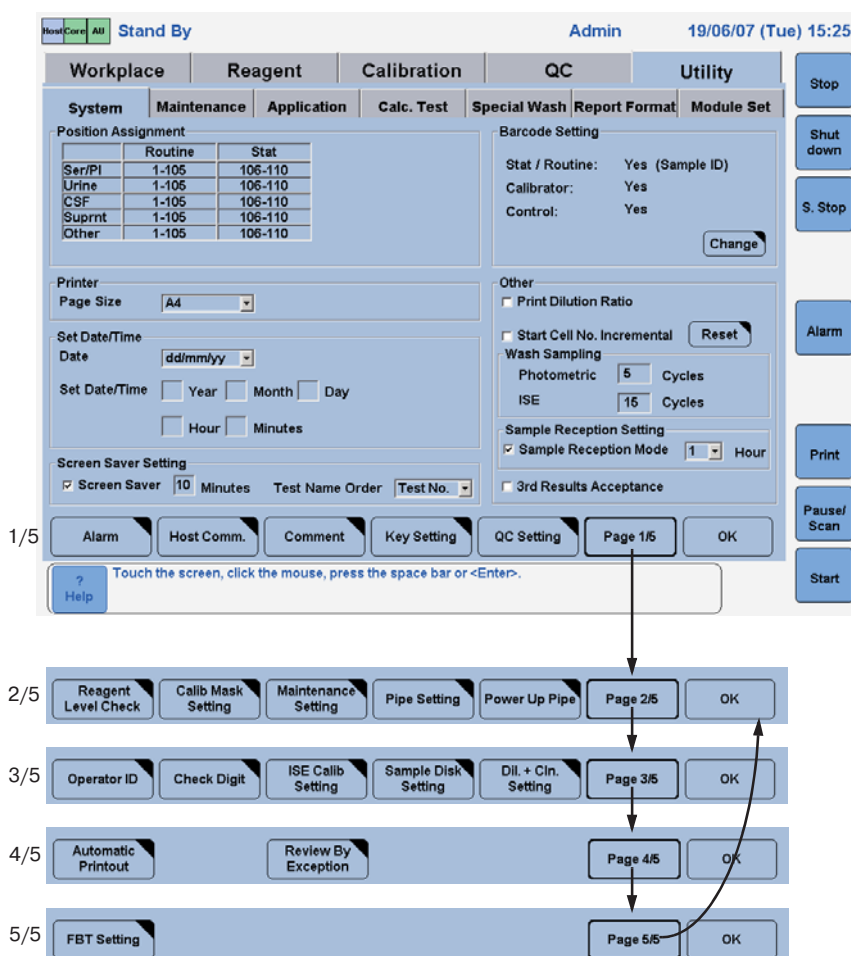 Host Core AU Stand By Admin 19/06/07 (Tue) 15:25
Workplace Reagent Calibration QC Utility
System Maintenance Application Calc. Test Special Wash Report Format Module Set
Position Assignment
Routine Stat
Ser/Pl 1-105 106-110
Urine 1-105 106-110
CSF 1-105 106-110
Suprnt 1-105 106-110
Other 1-105 106-110
Barcode Setting
Stat / Routine: Yes (Sample ID)
Calibrator: Yes
Control: Yes
Change
Printer
Page Size A4
Set Date/Time
Date dd/mm/yy
Set Date/Time Year Month Day
Hour Minutes
Screen Saver Setting
Screen Saver 10 Minutes Test Name Order Test No.
Other
Print Dilution Ratio
Start Cell No. Incremental Reset
Wash Sampling
Photometric 5 Cycles
ISE 15 Cycles
Sample Reception Setting
Sample Reception Mode 1 Hour
3rd Results Acceptance
Stop
Shut
down
S. Stop
Alarm
Print
Pause/
Scan
Start
1/5 Alarm Host Comm. Comment Key Setting QC Setting Page 1/5 OK
?
Help
Touch the screen, click the mouse, press the space bar or <Enter>.
2/5 Reagent Level Check Calib Mask Setting Maintenance Setting Pipe Setting Power Up Pipe Page 2/5 OK
3/5 Operator ID Check Digit ISE Calib Setting Sample Disk Setting Dil. + Cln. Setting Page 3/5 OK
4/5 Automatic Printout Review By Exception Page 4/5 OK
5/5 FBT Setting Page 5/5 OK